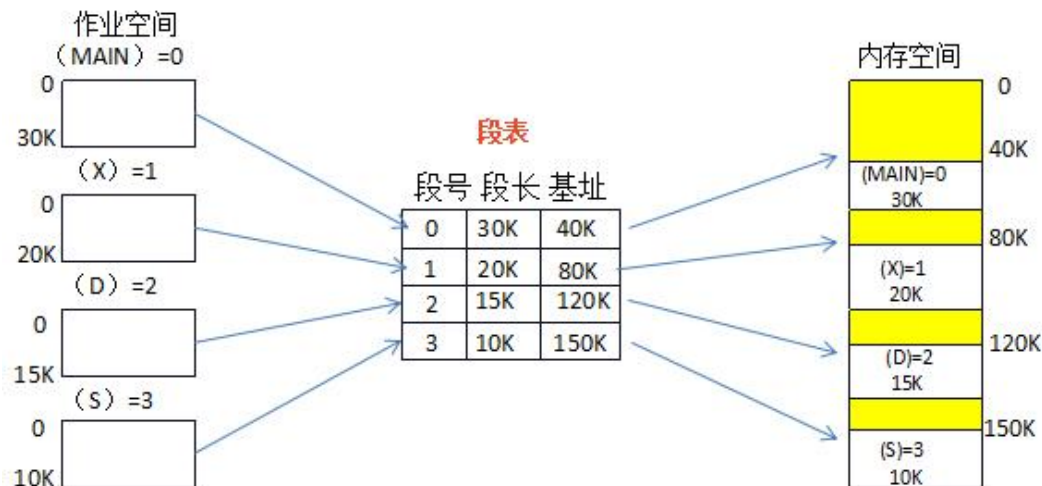 作业空间
（MAIN）=0
0
30K
（X）=1
0
20K
（D）=2
0
15K
（S）=3
0
10K
段表
段号 段长 基址
0 30K 40K
1 20K 80K
2 15K 120K
3 10K 150K
内存空间
0
40K
(MAIN)=0
30K
80K
(X)=1
20K
120K
(D)=2
15K
150K
(S)=3
10K